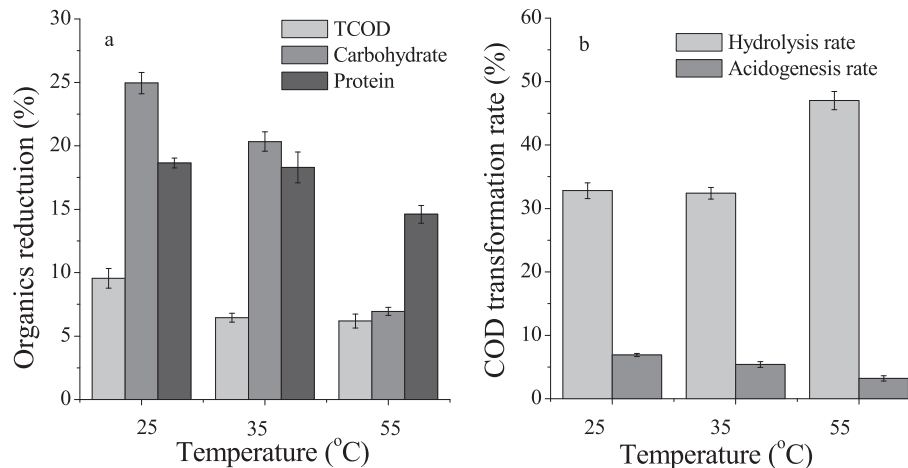 a
TCOD
Carbohydrate
Protein
Organics reductuion (%)
30
25
20
15
10
5
0
25
35
55
Temperature (°C)
b
Hydrolysis rate
Acidogenesis rate
COD transformation rate (%)
60
50
40
30
20
10
0
25
35
55
Temperature (°C)